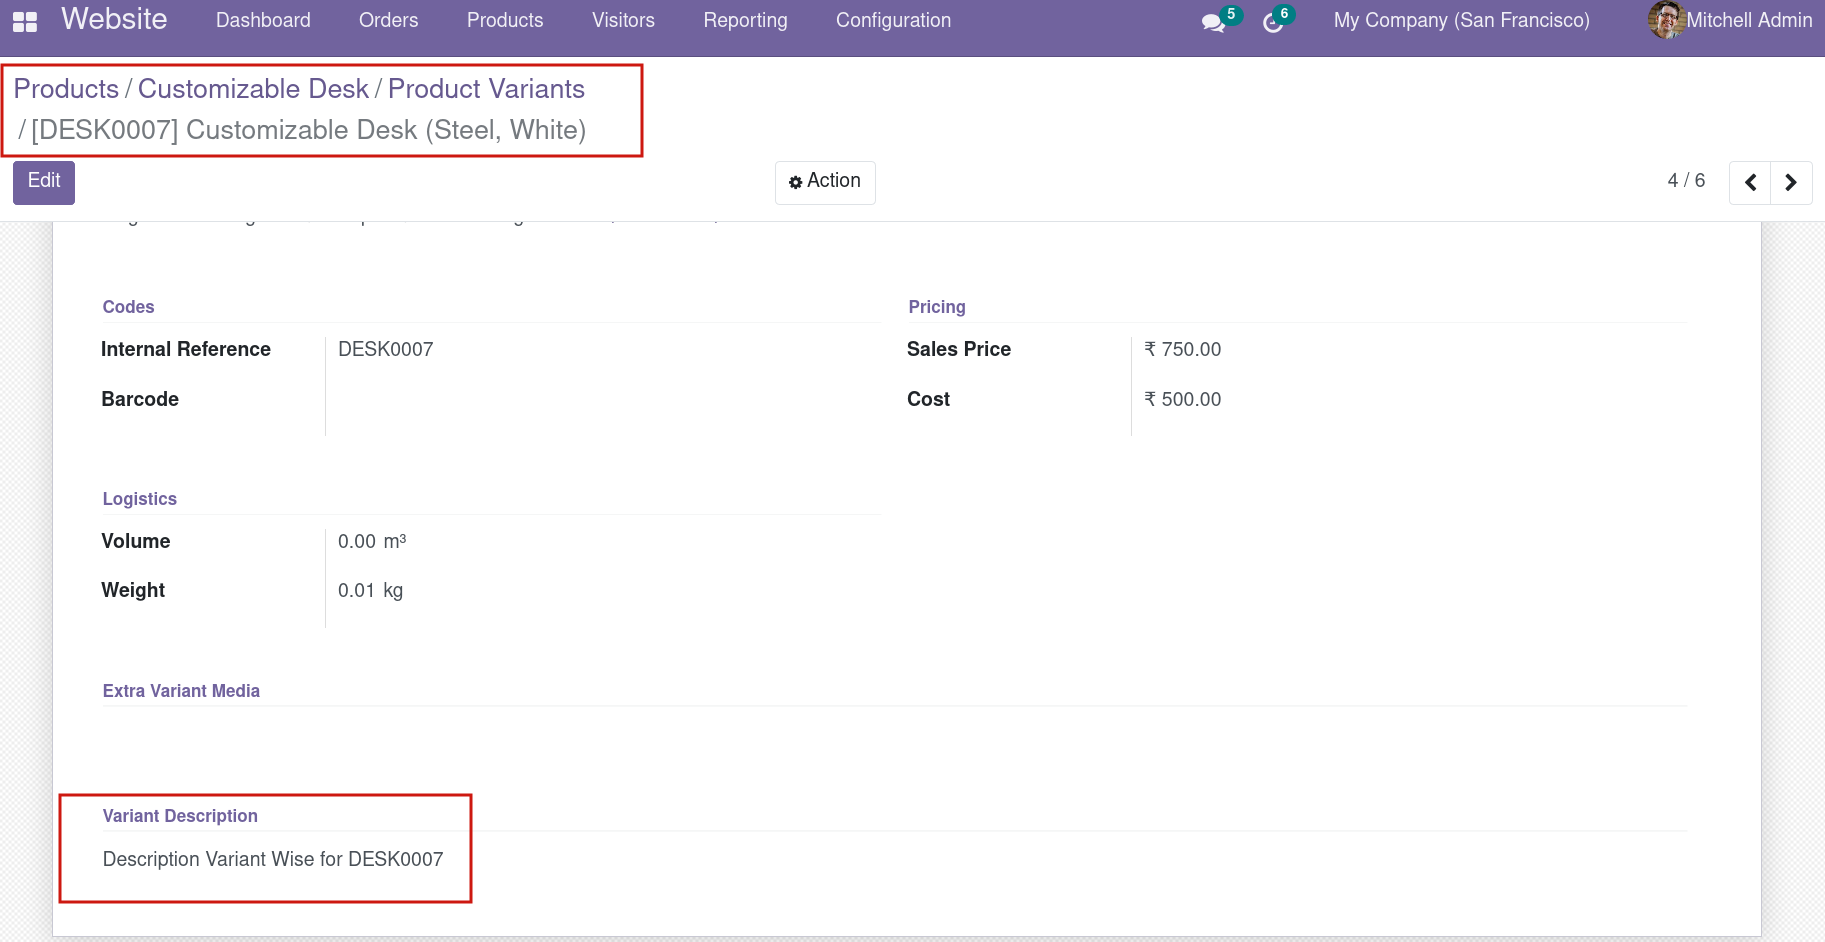 Website Dashboard Orders Products Visitors Reporting Configuration 5 6 My Company (San Francisco) Mitchell Admin
Products / Customizable Desk / Product Variants
/ [DESK0007] Customizable Desk (Steel, White)
Edit Action 4 / 6
Codes Pricing
Internal Reference DESK0007 Sales Price ₹ 750.00
Barcode Cost ₹ 500.00
Logistics
Volume 0.00 m³
Weight 0.01 kg
Extra Variant Media
Variant Description
Description Variant Wise for DESK0007